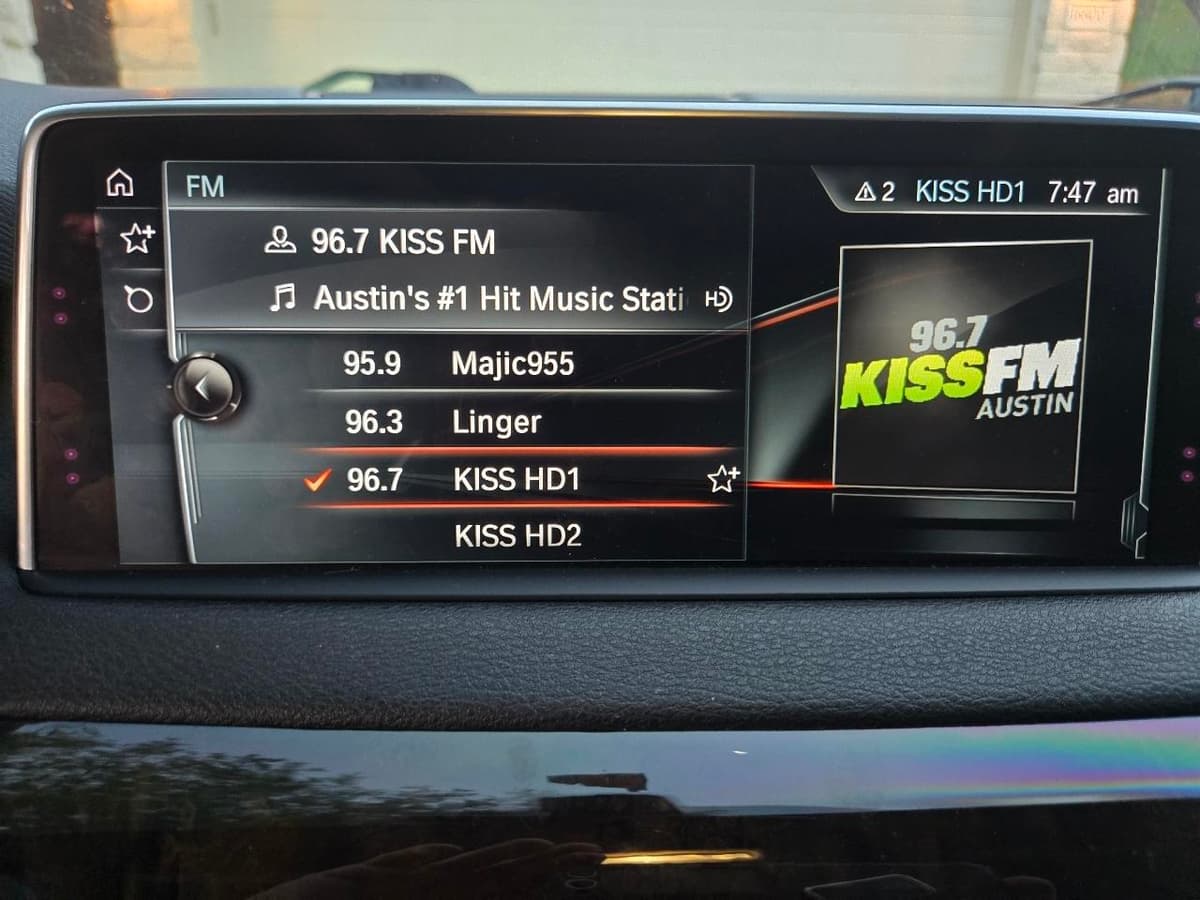 FM
2 KISS HD1 7:47 am
96.7 KISS FM
Austin's #1 Hit Music Stati HD
95.9 Majic955
96.3 Linger
96.7 KISS HD1
KISS HD2
96.7
KISSFM
AUSTIN